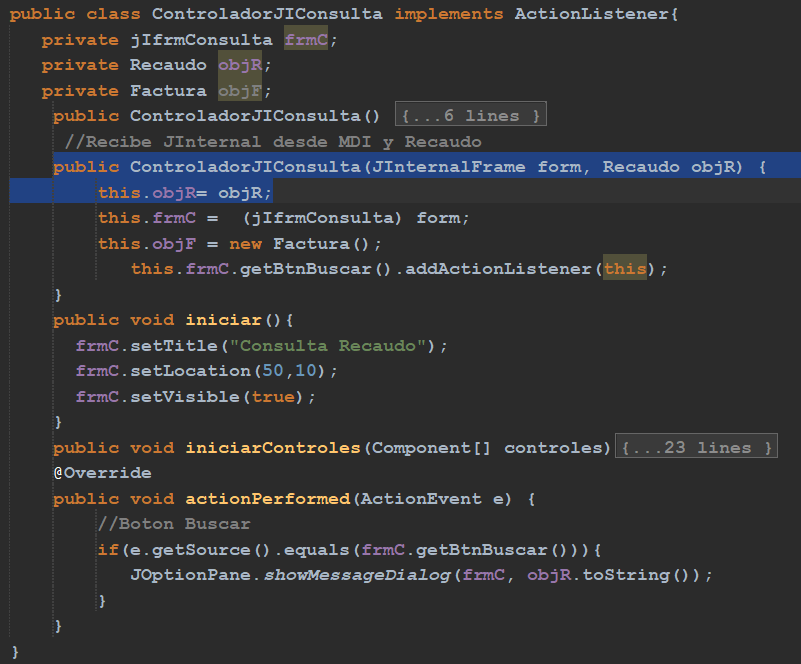 public class ControladorJIConsulta implements ActionListener{
private jIfrmConsulta frmC;
private Recaudo objR;
private Factura objF;
public ControladorJIConsulta() {...6 lines }
//Recibe JInternal desde MDI y Recaudo
public ControladorJIConsulta(JInternalFrame form, Recaudo objR) {
this.objR= objR;
this.frmC =  (jIfrmConsulta) form;
this.objF = new Factura();
this.frmC.getBtnBuscar().addActionListener(this);
}
public void iniciar(){
frmC.setTitle("Consulta Recaudo");
frmC.setLocation(50,10);
frmC.setVisible(true);
}
public void iniciarControles(Component[] controles){...23 lines }
@Override
public void actionPerformed(ActionEvent e) {
//Boton Buscar
if(e.getSource().equals(frmC.getBtnBuscar())){
JOptionPane.showMessageDialog(frmC, objR.toString());
}
}
}